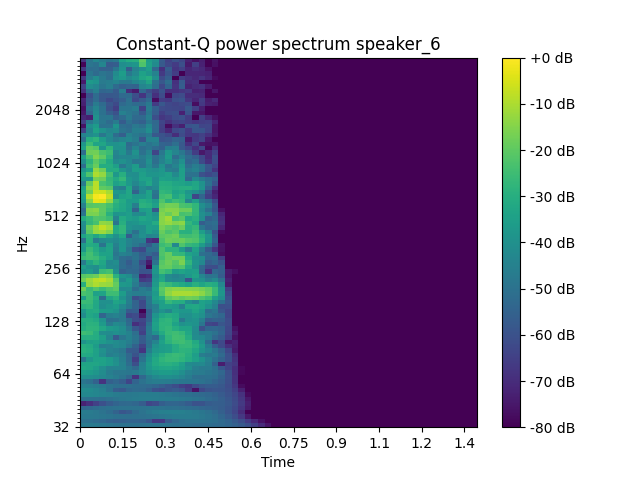 Constant-Q power spectrum speaker_6
Hz
2048
1024
512
256
128
64
32
0 0.15 0.3 0.45 0.6 0.75 0.9 1.1 1.2 1.4
Time
+0 dB
-10 dB
-20 dB
-30 dB
-40 dB
-50 dB
-60 dB
-70 dB
-80 dB